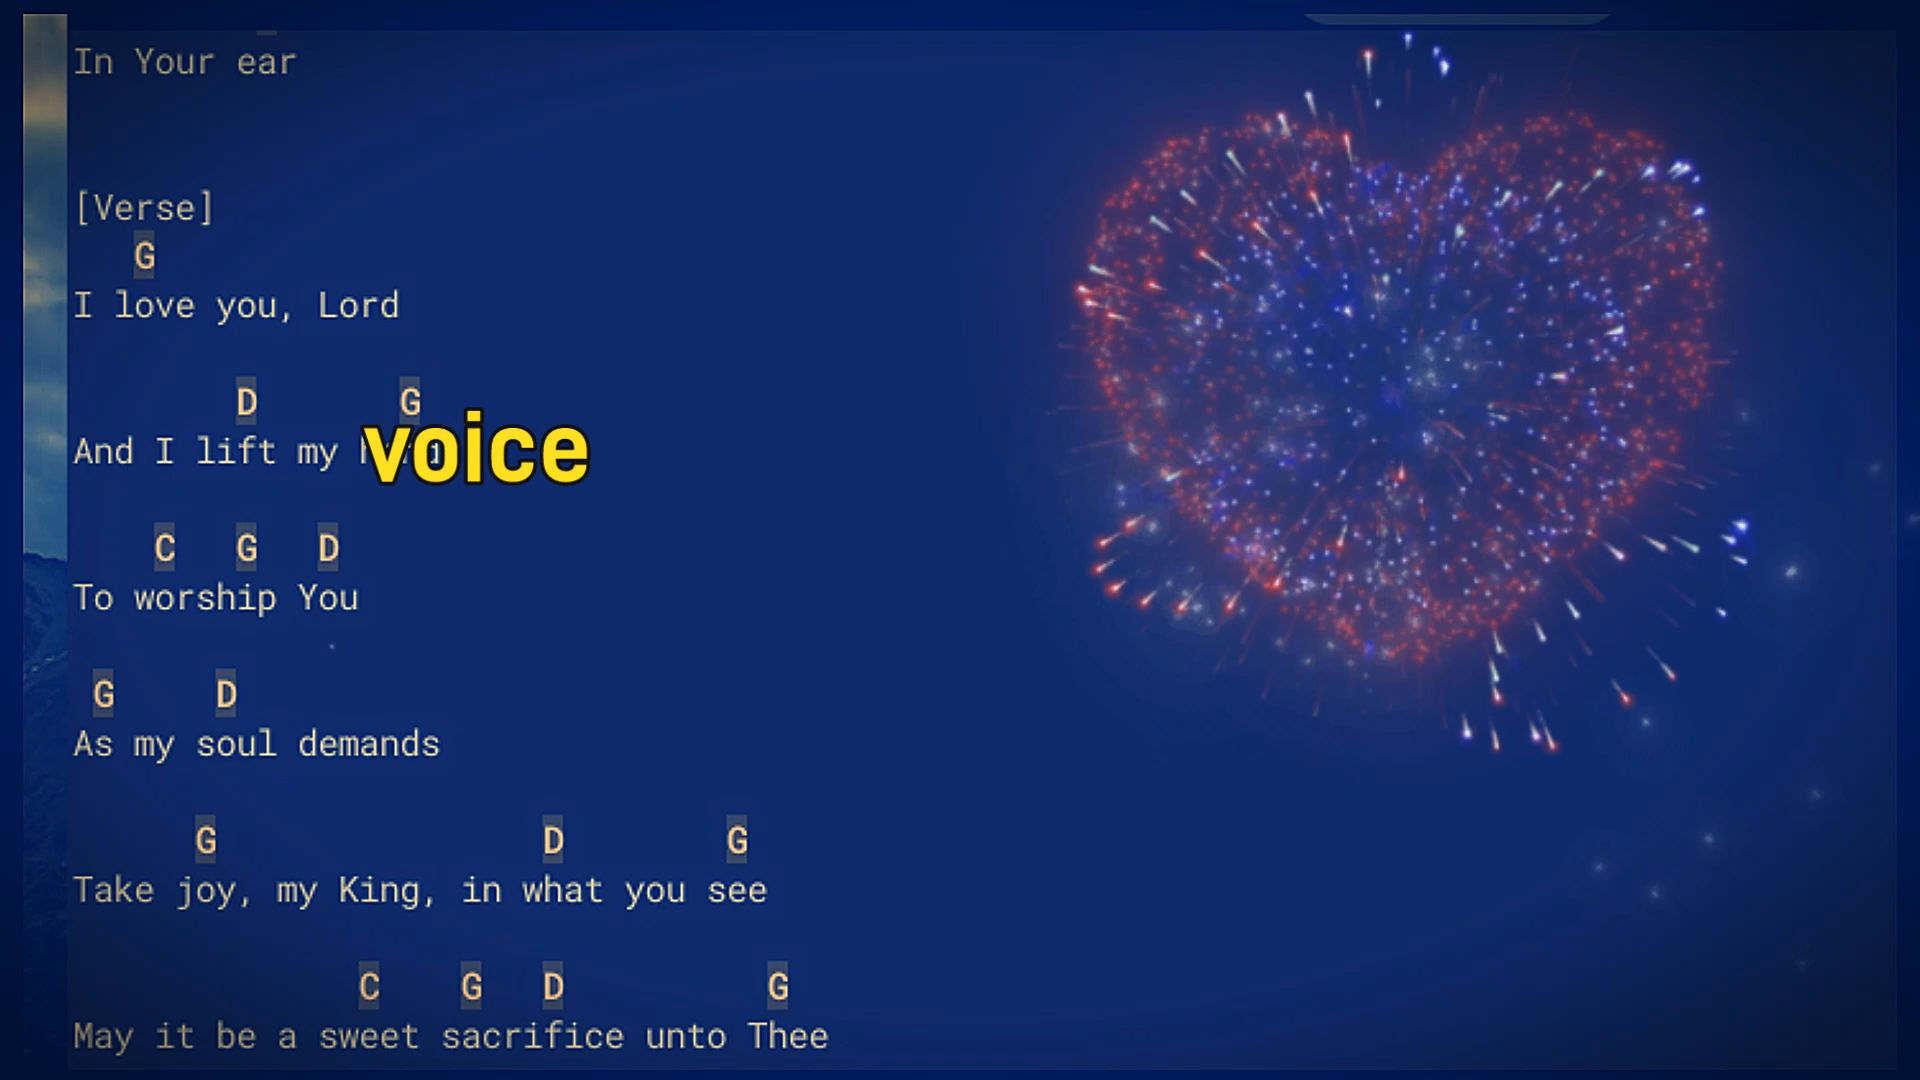 In Your ear
[Verse]
G
I love you, Lord
D G
And I lift my voice
C G D
To worship You
G D
As my soul demands
G D G
Take joy, my King, in what you see
C G D G
May it be a sweet sacrifice unto Thee